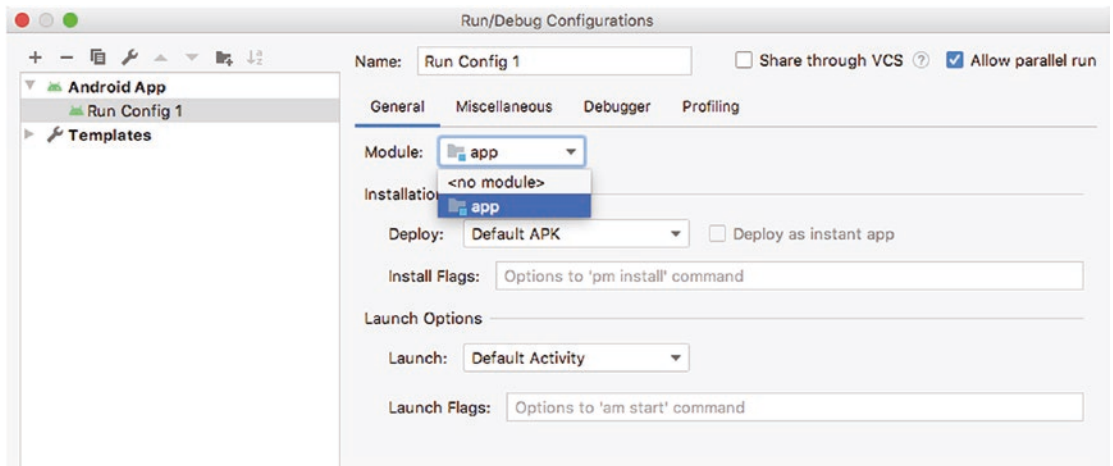 Run/Debug Configurations
Name: Run Config 1 Share through VCS ? Allow parallel run
Android App
Run Config 1
Templates
General Miscellaneous Debugger Profiling
Module: app
<no module>
app
Deploy: Default APK Deploy as instant app
Install Flags: Options to 'pm install' command
Launch Options
Launch: Default Activity
Launch Flags: Options to 'am start' command